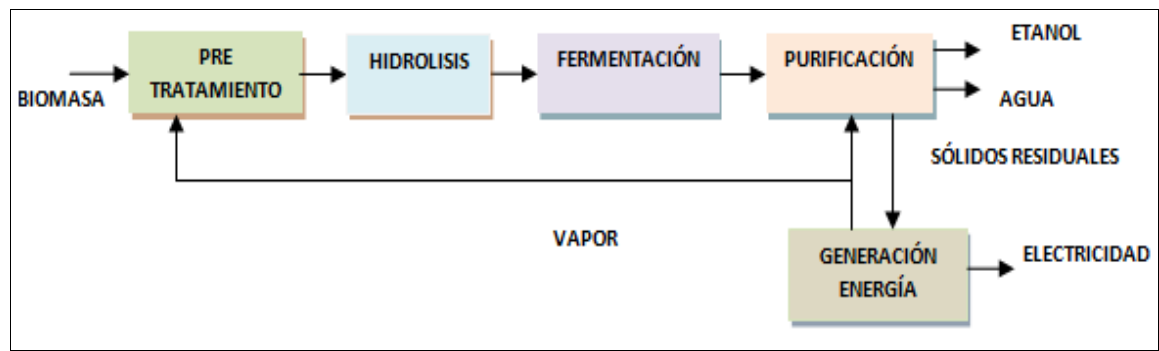 BIOMASA
PRE
TRATAMIENTO
HIDROLISIS
FERMENTACIÓN
PURIFICACIÓN
ETANOL
AGUA
SÓLIDOS RESIDUALES
VAPOR
GENERACIÓN
ENERGÍA
ELECTRICIDAD